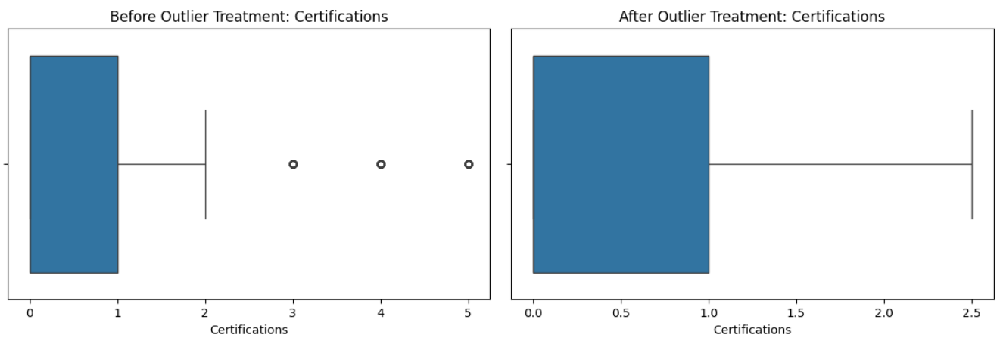 Before Outlier Treatment: Certifications
0 1 2 3 4 5
Certifications
After Outlier Treatment: Certifications
0.0 0.5 1.0 1.5 2.0 2.5
Certifications